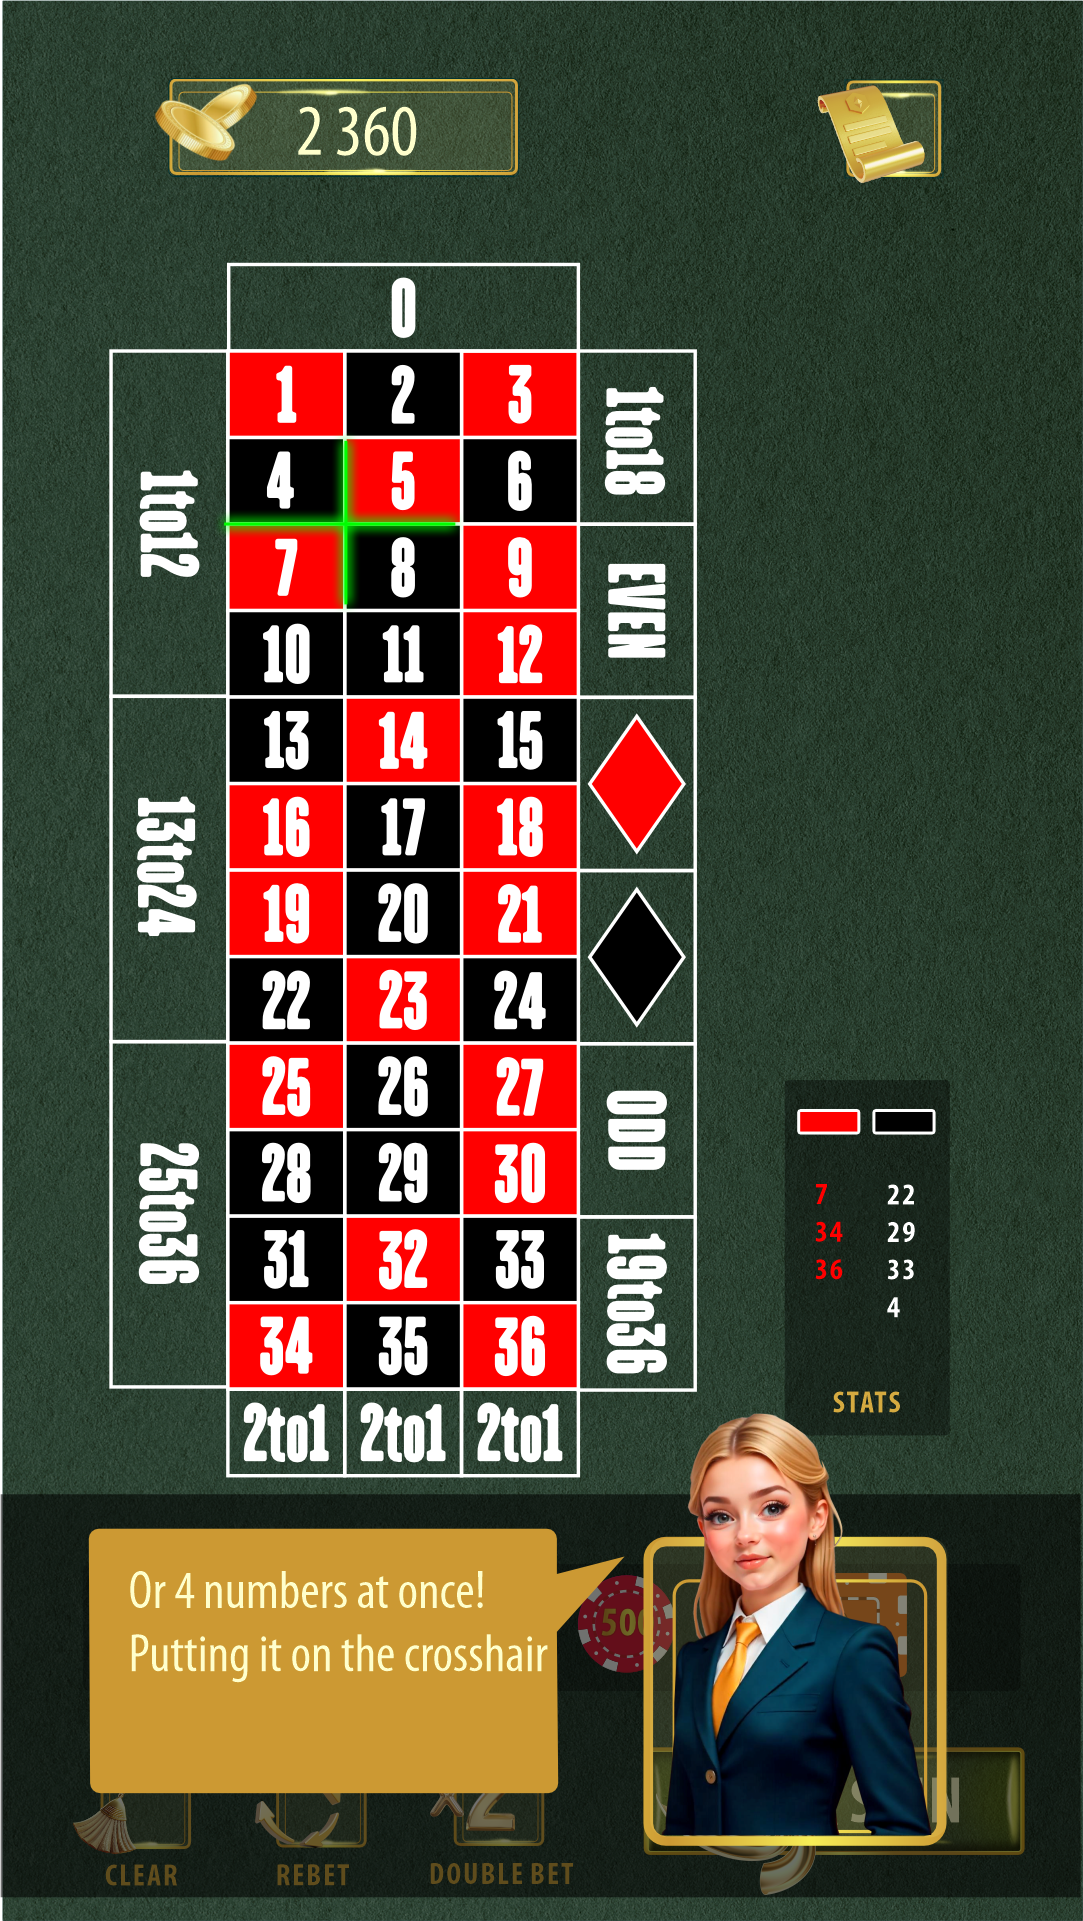 2 360
0
1 2 3
4 5 6
7 8 9
10 11 12
13 14 15
16 17 18
19 20 21
22 23 24
25 26 27
28 29 30
31 32 33
34 35 36
2to1 2to1 2to1
1to12
13to24
25to36
1to18
EVEN
ODD
19to36
7 22
34 29
36 33
4
STATS
Or 4 numbers at once!
Putting it on the crosshair
500
CLEAR
REBET
DOUBLE BET